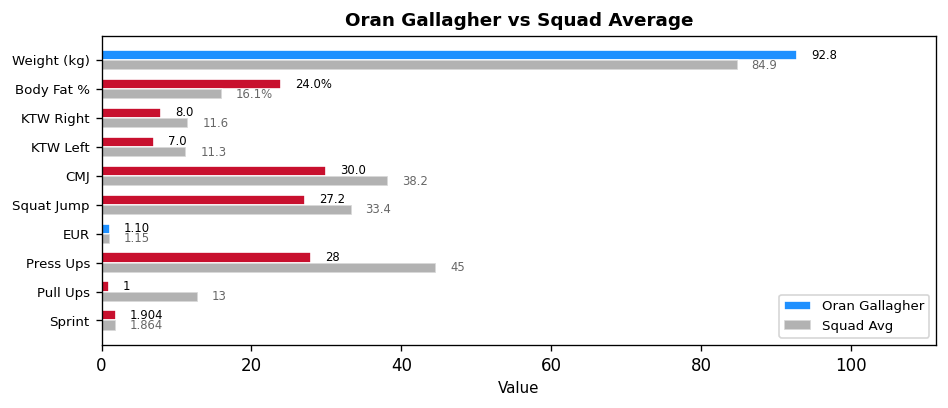 Oran Gallagher vs Squad Average
Weight (kg)
92.8
84.9
Body Fat %
24.0%
16.1%
KTW Right
8.0
11.6
KTW Left
7.0
11.3
CMJ
30.0
38.2
Squat Jump
27.2
33.4
EUR
1.10
1.15
Press Ups
28
45
Pull Ups
1
13
Sprint
1.904
1.864
Oran Gallagher
Squad Avg
0 20 40 60 80 100
Value